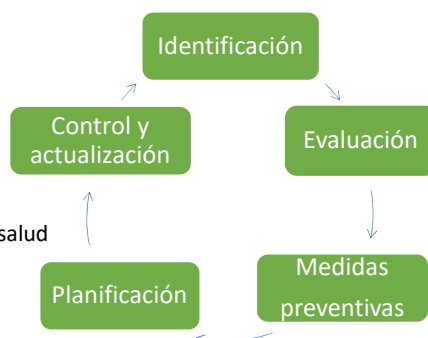 Identificación
Control y
actualización
Evaluación
salud
Medidas
preventivas
Planificación